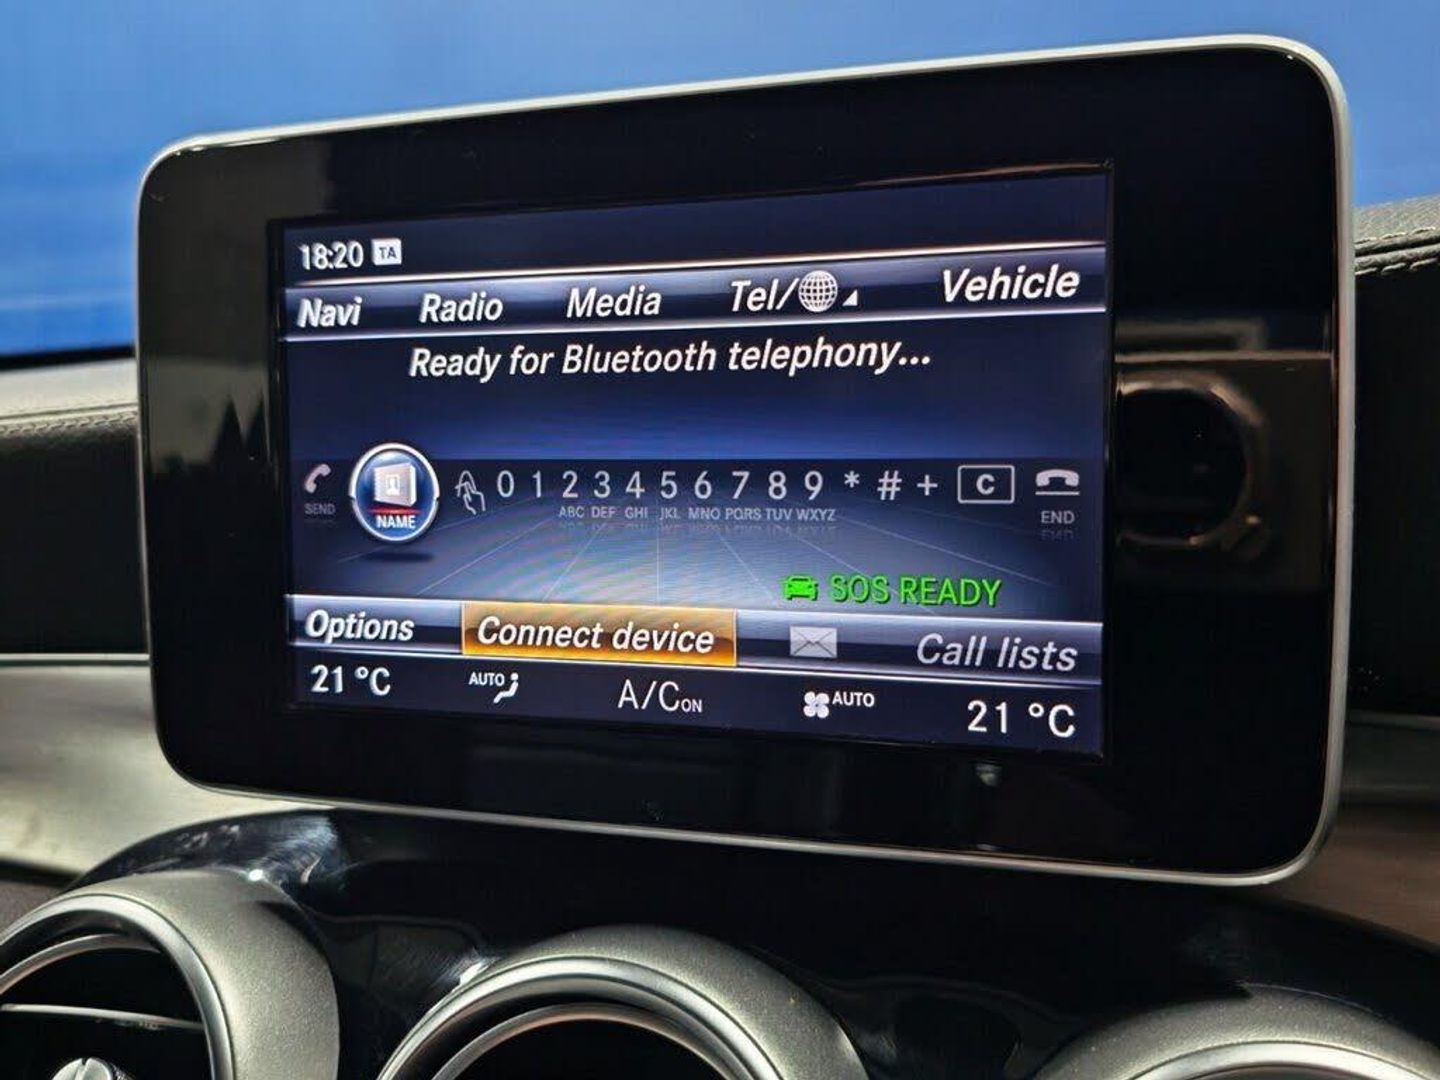 18:20 TA
Navi Radio Media Tel/ Vehicle
Ready for Bluetooth telephony...
SEND NAME 0 1 2 3 4 5 6 7 8 9 * # + C END
ABC DEF GHI JKL MNO PQRS TUV WXYZ
SOS READY
Options Connect device Call lists
21 °C AUTO A/C ON AUTO 21 °C